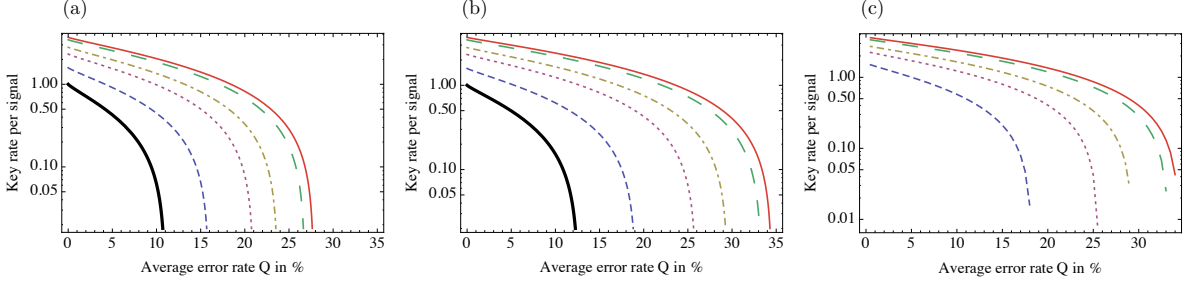 (a)
Key rate per signal
1.00
0.50
0.10
0.05
0 5 10 15 20 25 30 35
Average error rate Q in %
(b)
Key rate per signal
1.00
0.50
0.10
0.05
0 5 10 15 20 25 30 35
Average error rate Q in %
(c)
Key rate per signal
1.00
0.50
0.10
0.05
0.01
0 5 10 15 20 25 30
Average error rate Q in %